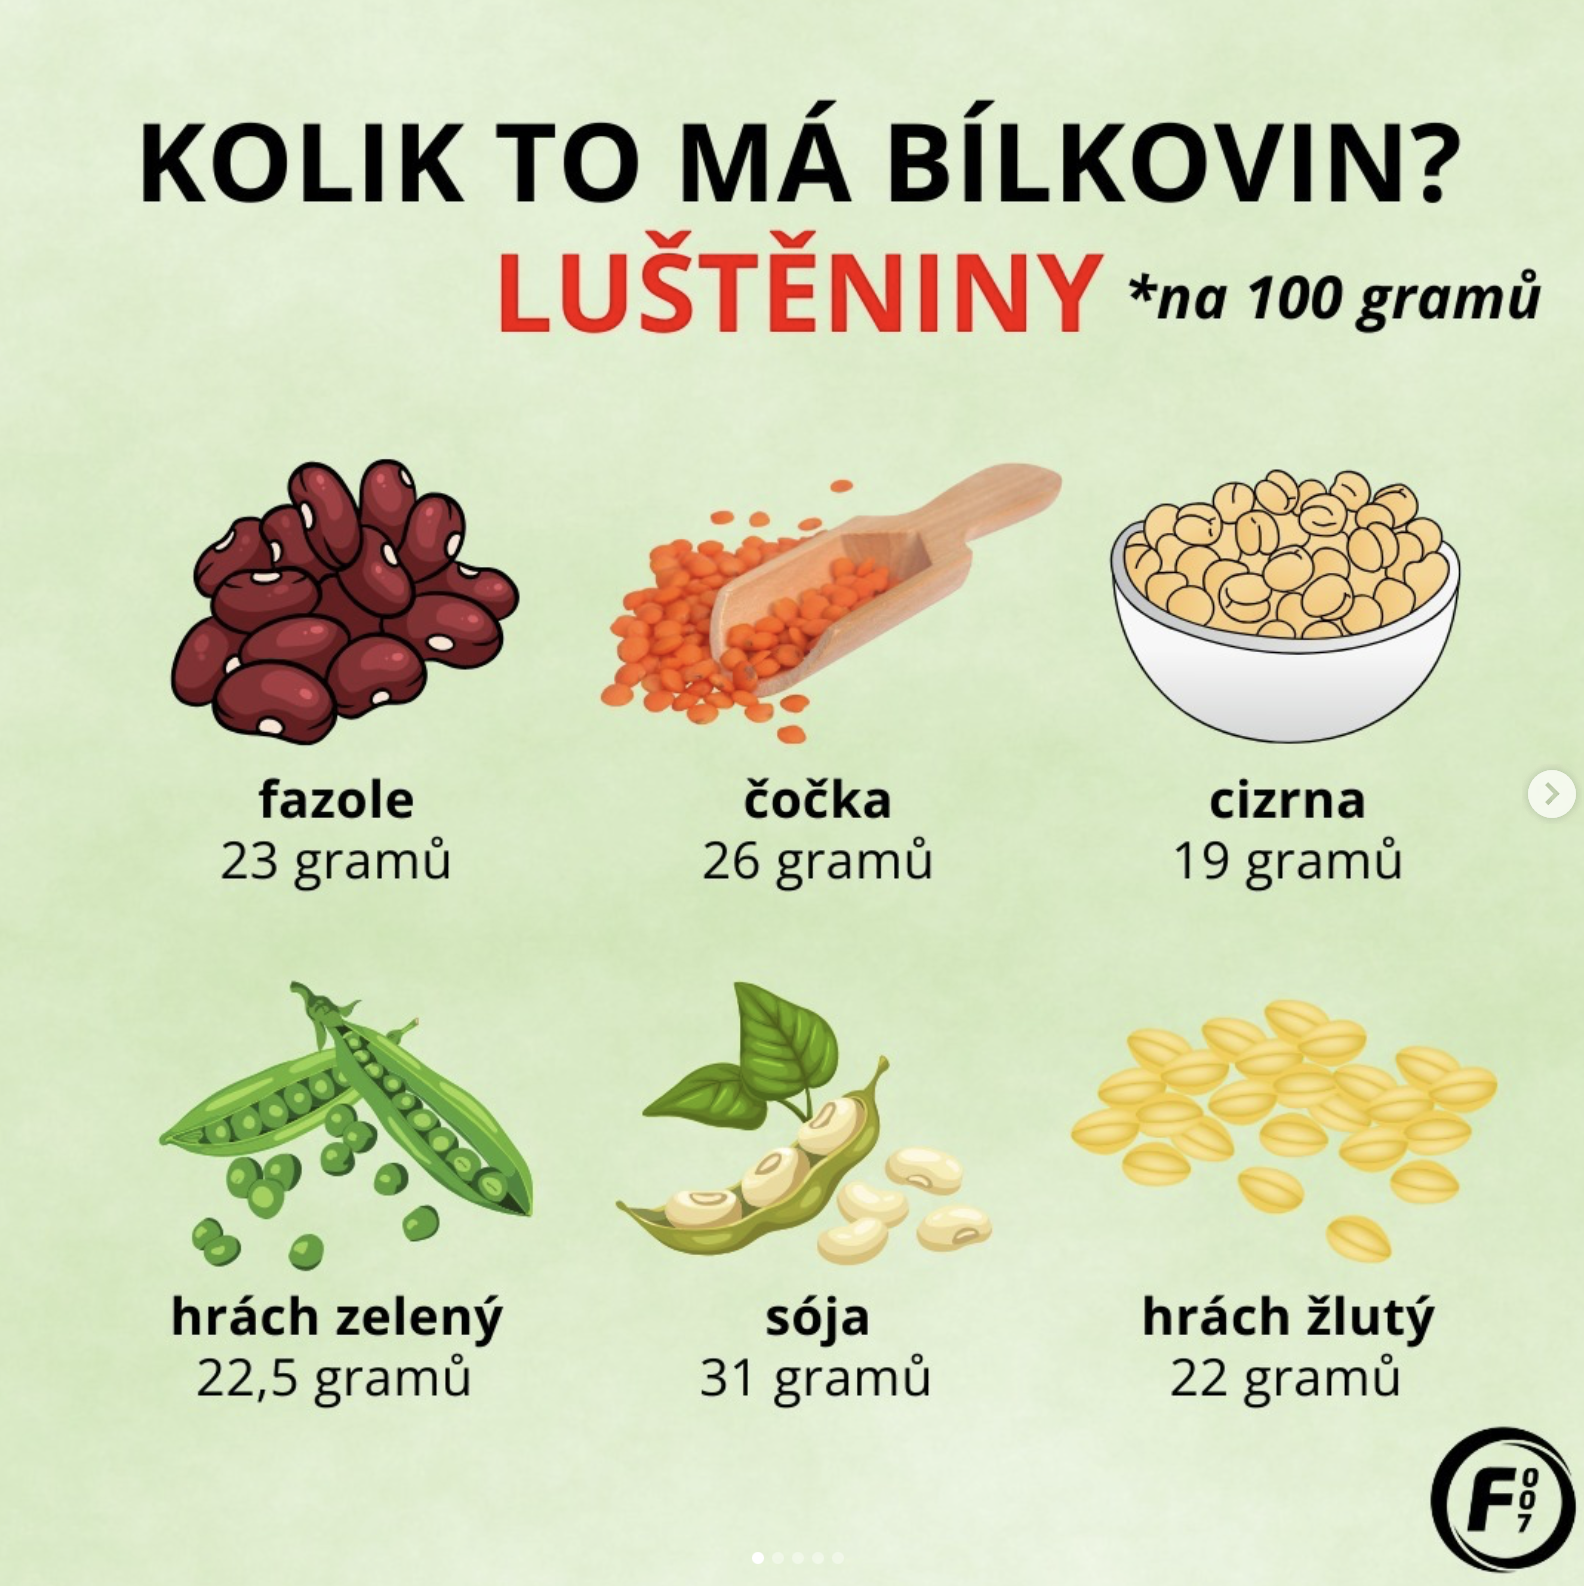 KOLIK TO MÁ BÍLKOVIN?
LUŠTĚNINY *na 100 gramů
fazole
23 gramů
čočka
26 gramů
cizrna
19 gramů
hrách zelený
22,5 gramů
sója
31 gramů
hrách žlutý
22 gramů
F007